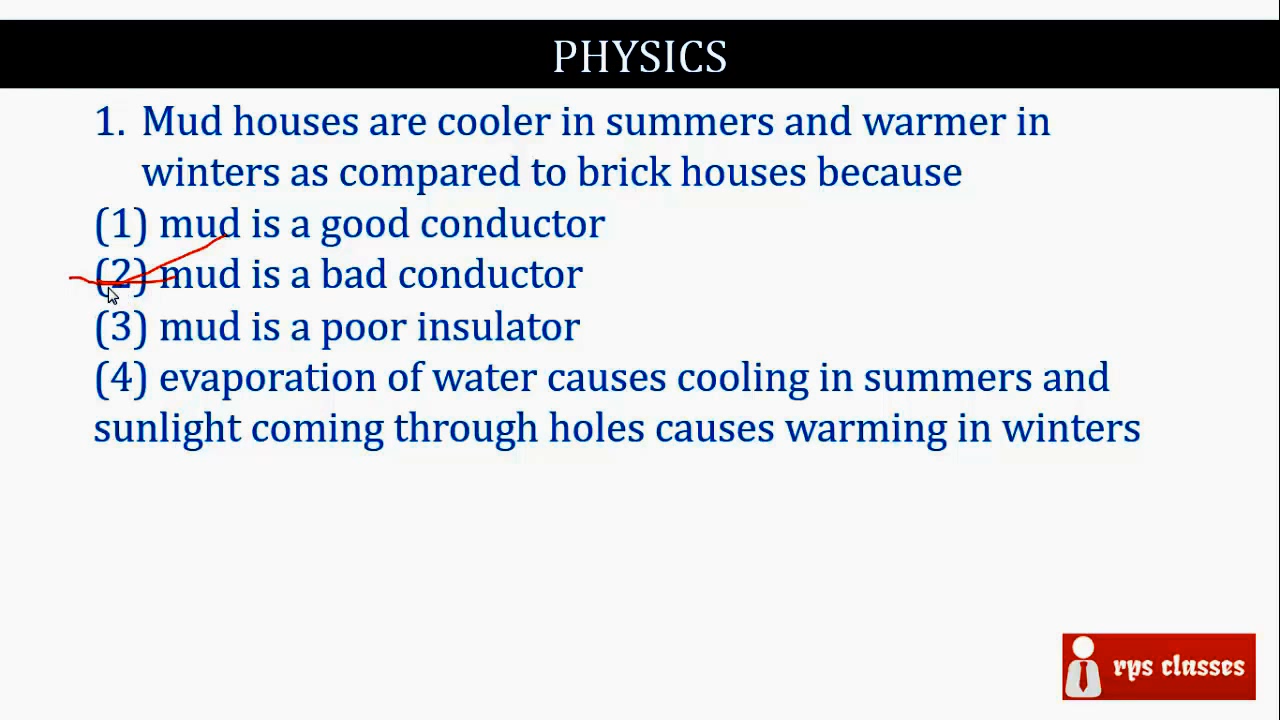 PHYSICS
1. Mud houses are cooler in summers and warmer in
winters as compared to brick houses because
(1) mud is a good conductor
(2) mud is a bad conductor
(3) mud is a poor insulator
(4) evaporation of water causes cooling in summers and
sunlight coming through holes causes warming in winters
rps classes